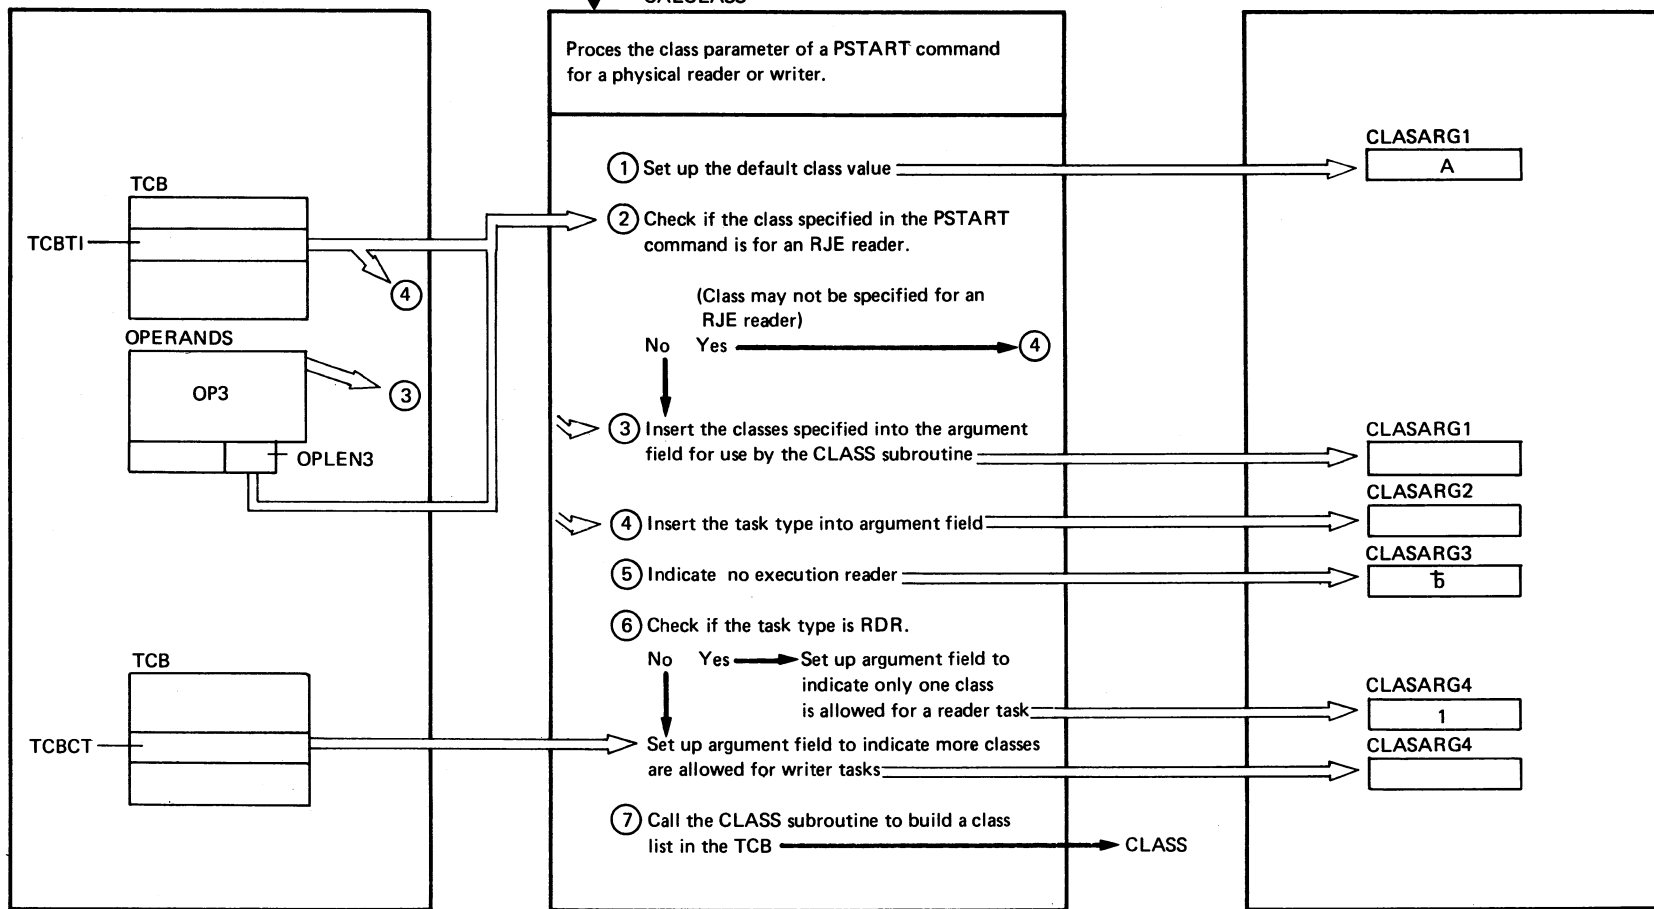 CALCLASS
Proces the class parameter of a PSTART command
for a physical reader or writer.
TCB
TCBTI
4
OPERANDS
OP3
3
OPLEN3
TCB
TCBCT
1 Set up the default class value
2 Check if the class specified in the PSTART
command is for an RJE reader.
(Class may not be specified for an
RJE reader)
No Yes 4
3 Insert the classes specified into the argument
field for use by the CLASS subroutine
4 Insert the task type into argument field
5 Indicate no execution reader
6 Check if the task type is RDR.
No Yes Set up argument field to
indicate only one class
is allowed for a reader task
Set up argument field to indicate more classes
are allowed for writer tasks
7 Call the CLASS subroutine to build a class
list in the TCB CLASS
CLASARG1
A
CLASARG1
CLASARG2
CLASARG3
ƀ
CLASARG4
1
CLASARG4